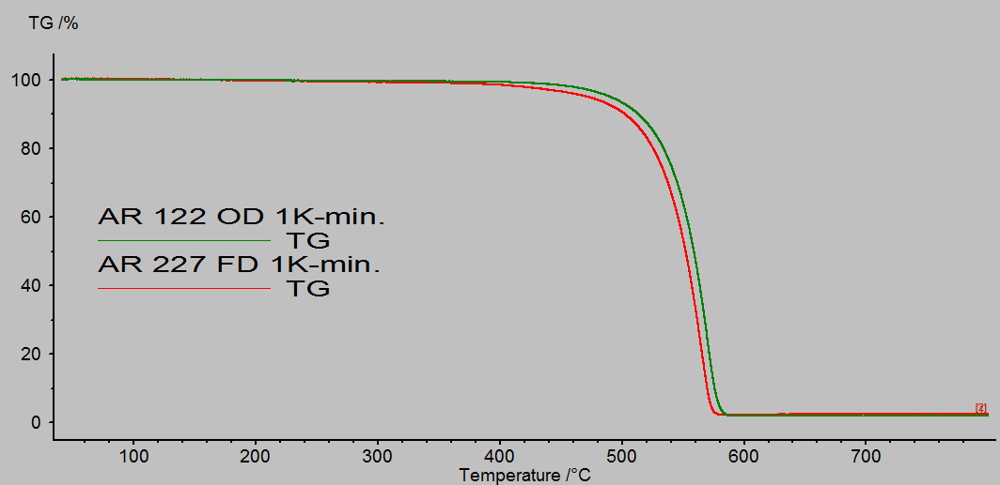 TG /%
100
80
60
40
20
0
AR 122 OD 1K-min.
TG
AR 227 FD 1K-min.
TG
100 200 300 400 500 600 700
Temperature /°C